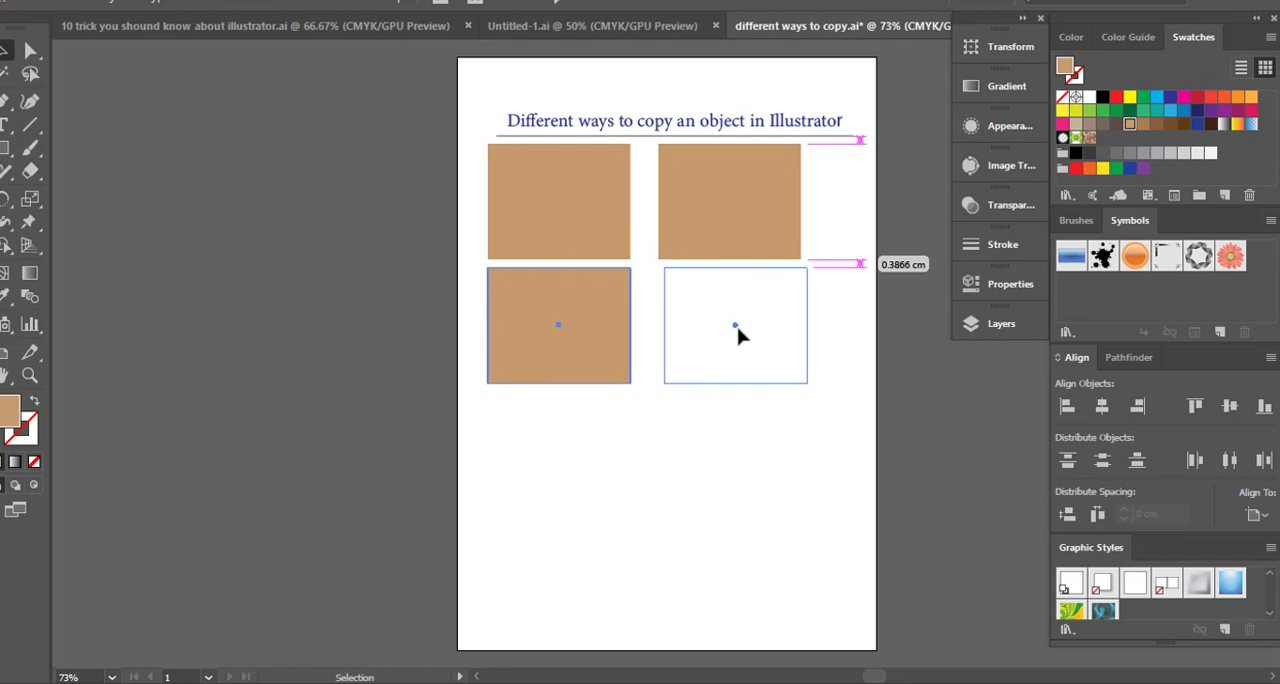 10 trick you shound know about illustrator.ai @ 66.67% (CMYK/GPU Preview)
Untitled-1.ai @ 50% (CMYK/GPU Preview)
different ways to copy.ai* @ 73% (CMYK/G
Transform
Gradient
Appeara...
Image Tr...
Transpar...
Stroke
Properties
Layers
Color
Color Guide
Swatches
Brushes
Symbols
Align
Pathfinder
Align Objects:
Distribute Objects:
Distribute Spacing:
Align To:
0 cm
Graphic Styles
Different ways to copy an object in Illustrator
0.3866 cm
73%
1
Selection